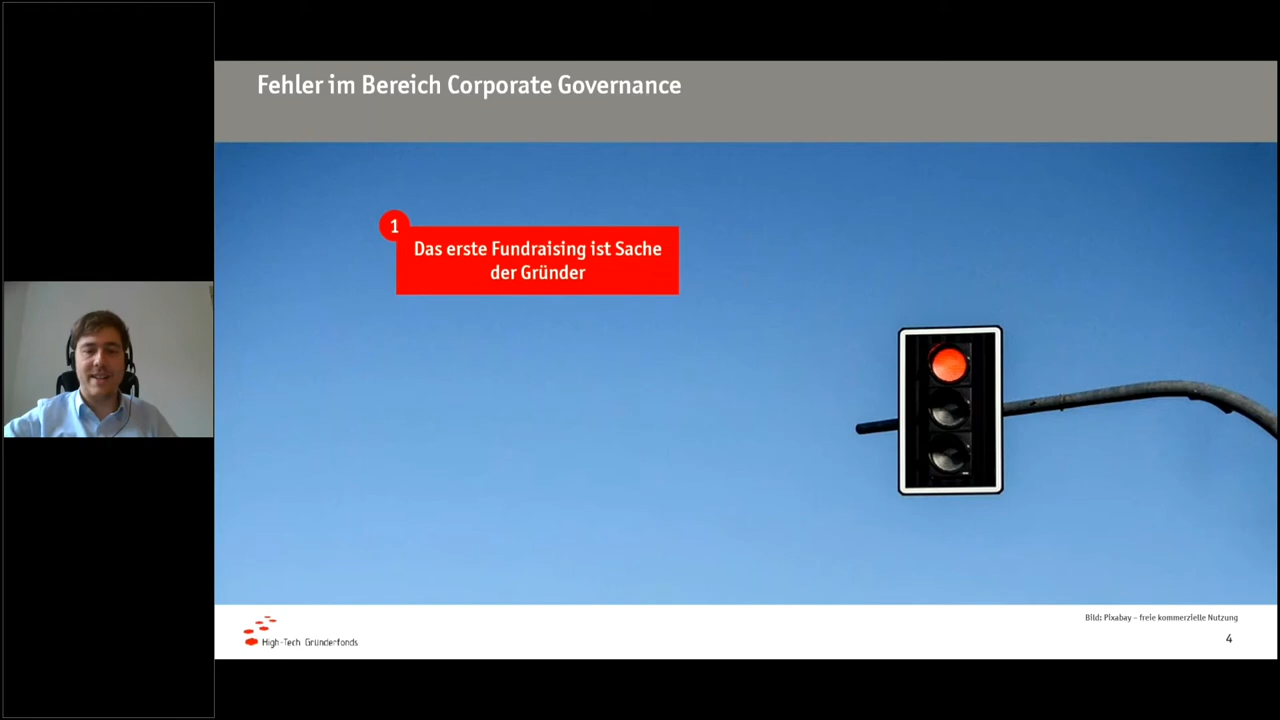 Fehler im Bereich Corporate Governance
1
Das erste Fundraising ist Sache
der Gründer
High-Tech Gründerfonds
Bild: Pixabay – freie kommerzielle Nutzung
4